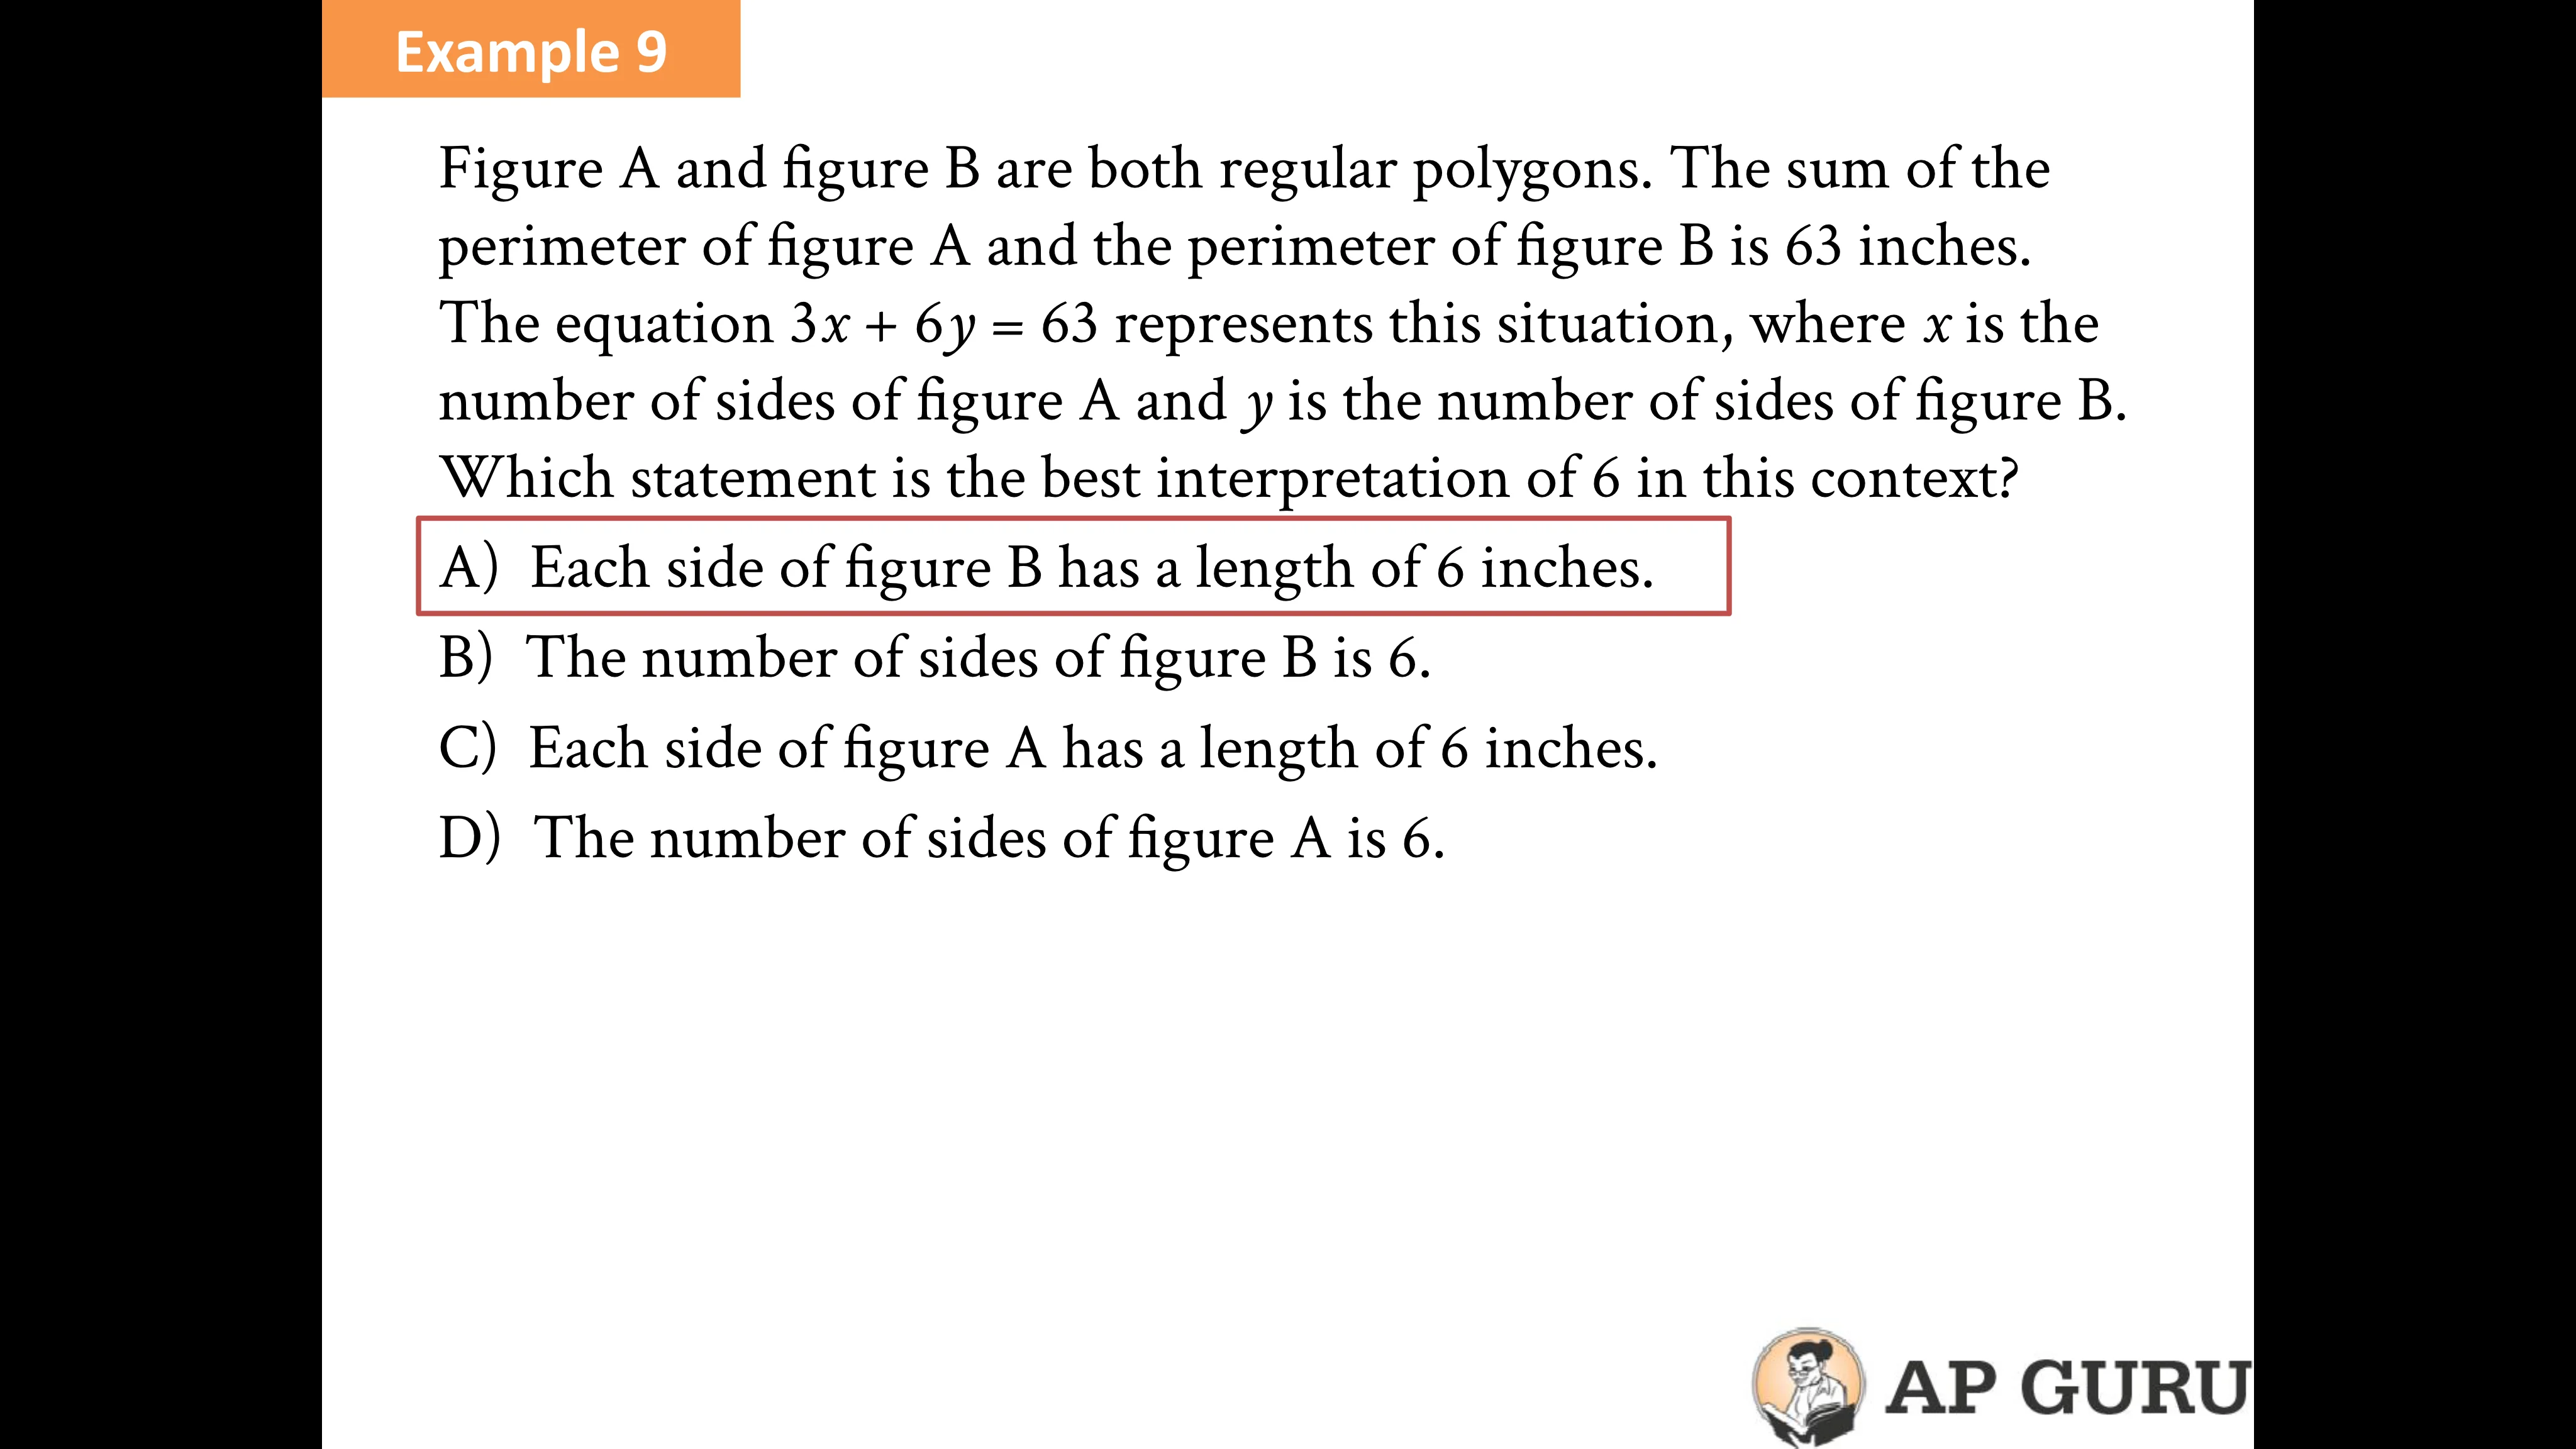 Example 9
Figure A and figure B are both regular polygons. The sum of the
perimeter of figure A and the perimeter of figure B is 63 inches.
The equation 3x + 6y = 63 represents this situation, where x is the
number of sides of figure A and y is the number of sides of figure B.
Which statement is the best interpretation of 6 in this context?
A) Each side of figure B has a length of 6 inches.
B) The number of sides of figure B is 6.
C) Each side of figure A has a length of 6 inches.
D) The number of sides of figure A is 6.
AP GURU